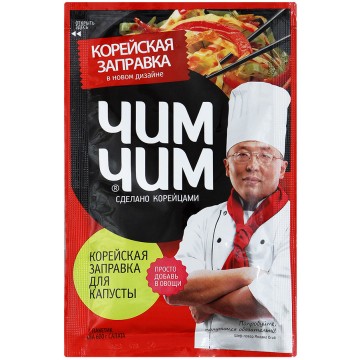 ОТКРЫТЬ
ЗДЕСЬ
КОРЕЙСКАЯ
ЗАПРАВКА
в новом дизайне
ЧИМ
ЧИМ
®
СДЕЛАНО КОРЕЙЦАМИ
КОРЕЙСКАЯ
ЗАПРАВКА
ДЛЯ
КАПУСТЫ
ПРОСТО
ДОБАВЬ
В ОВОЩИ